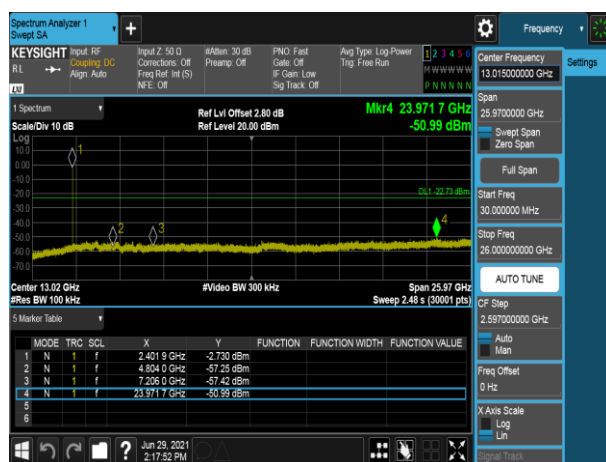 Spectrum Analyzer 1
Swept SA
Frequency
KEYSIGHT
Input: RF
Coupling: DC
Align: Auto
Input Z: 50 Ω
Corrections: Off
Freq Ref: Int (S)
NFE: Off
#Atten: 30 dB
Preamp: Off
PNO: Fast
Gate: Off
IF Gain: Low
Sig Track: Off
Avg Type: Log-Power
Trig: Free Run
1 2 3 4 5 6
M W W W W W
P N N N N N
RL
LXI
Settings
Center Frequency
13.015000000 GHz
Span
25.9700000 GHz
Swept Span
Zero Span
Full Span
Start Freq
30.000000 MHz
Stop Freq
26.000000000 GHz
AUTO TUNE
CF Step
2.597000000 GHz
Auto
Man
Freq Offset
0 Hz
X Axis Scale
Log
Lin
Signal Track
1 Spectrum
Scale/Div 10 dB
Ref Lvl Offset 2.80 dB
Ref Level 20.00 dBm
Mkr4 23.971 7 GHz
-50.99 dBm
Log
10.0
0.00
-10.0
-20.0
-30.0
-40.0
-50.0
-60.0
-70.0
1
2
3
4
DL1 -22.73 dBm
Center 13.02 GHz
#Res BW 100 kHz
#Video BW 300 kHz
Span 25.97 GHz
Sweep 2.48 s (30001 pts)
5 Marker Table
MODE TRC SCL X Y FUNCTION FUNCTION WIDTH FUNCTION VALUE
1 N 1 f 2.401 9 GHz -2.730 dBm
2 N 1 f 4.804 0 GHz -57.25 dBm
3 N 1 f 7.206 0 GHz -57.42 dBm
4 N 1 f 23.971 7 GHz -50.99 dBm
5
6
?
Jun 29, 2021
2:17:52 PM